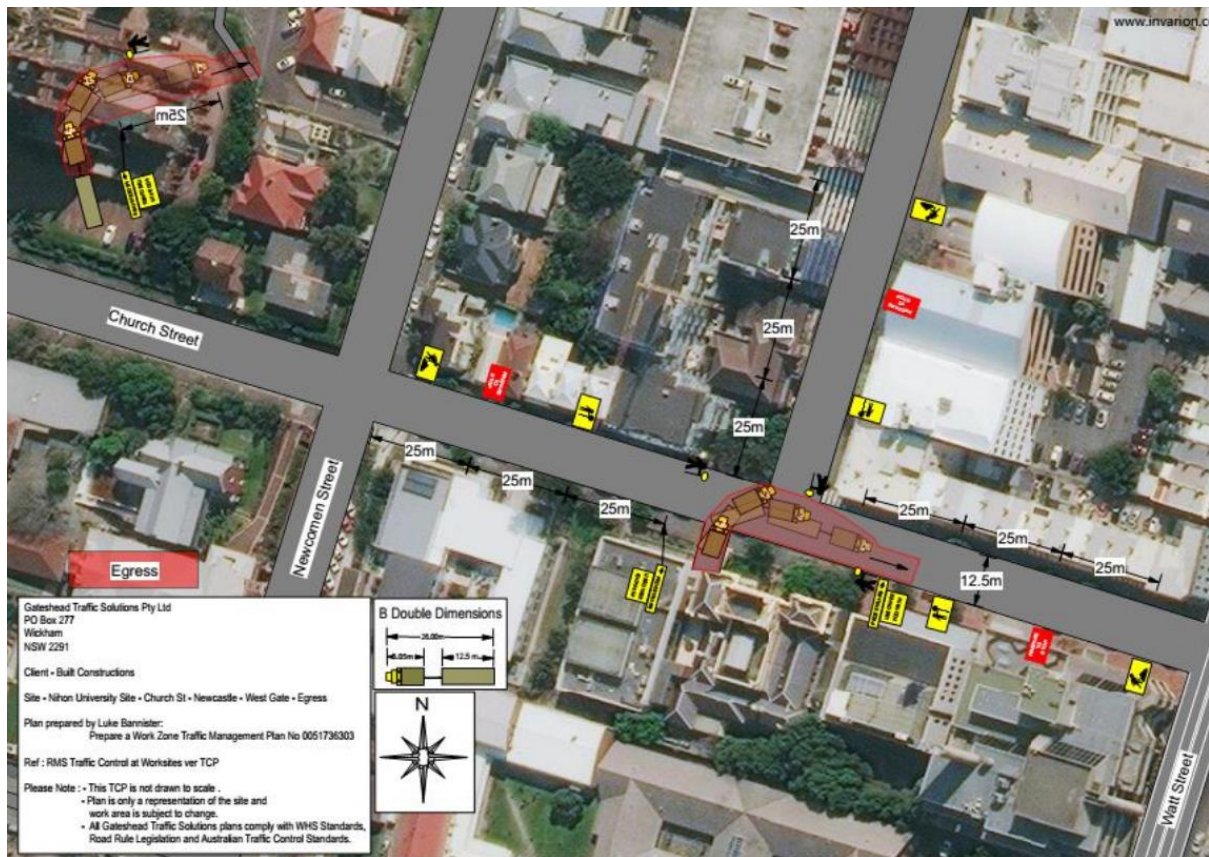 www.invarion.co
25m
Church Street
25m
25m
25m
25m
25m
25m
25m
25m
25m
12.5m
Newcomen Street
Egress
Watt Street
Gateshead Traffic Solutions Pty Ltd
PO Box 277
Wickham
NSW 2291
Client - Built Constructions
Site - Nihon University Site - Church St - Newcastle - West Gate - Egress
Plan prepared by Luke Bannister:
Prepare a Work Zone Traffic Management Plan No 0051736303
Ref : RMS Traffic Control at Worksites ver TCP
Please Note : - This TCP is not drawn to scale .
- Plan is only a representation of the site and
work area is subject to change.
- All Gateshead Traffic Solutions plans comply with WHS Standards,
Road Rule Legislation and Australian Traffic Control Standards.
B Double Dimensions
12.5 m
N